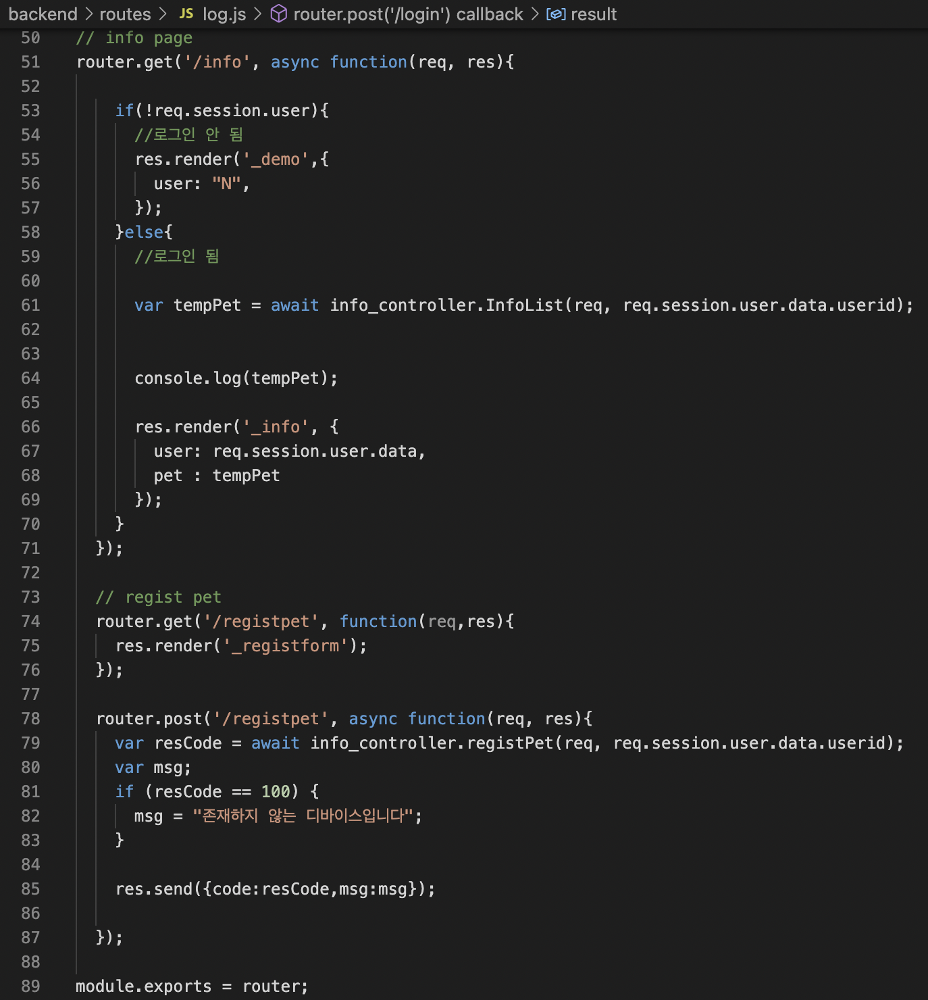 backend > routes > JS log.js > router.post('/login') callback > result
50 // info page
51 router.get('/info', async function(req, res){
52
53 if(!req.session.user){
54 //로그인 안 됨
55 res.render('_demo',{
56 user: "N",
57 });
58 }else{
59 //로그인 됨
60
61 var tempPet = await info_controller.InfoList(req, req.session.user.data.userid);
62
63
64 console.log(tempPet);
65
66 res.render('_info', {
67 user: req.session.user.data,
68 pet : tempPet
69 });
70 }
71 });
72
73 // regist pet
74 router.get('/registpet', function(req,res){
75 res.render('_registform');
76 });
77
78 router.post('/registpet', async function(req, res){
79 var resCode = await info_controller.registPet(req, req.session.user.data.userid);
80 var msg;
81 if (resCode == 100) {
82 msg = "존재하지 않는 디바이스입니다";
83 }
84
85 res.send({code:resCode,msg:msg});
86
87 });
88
89 module.exports = router;